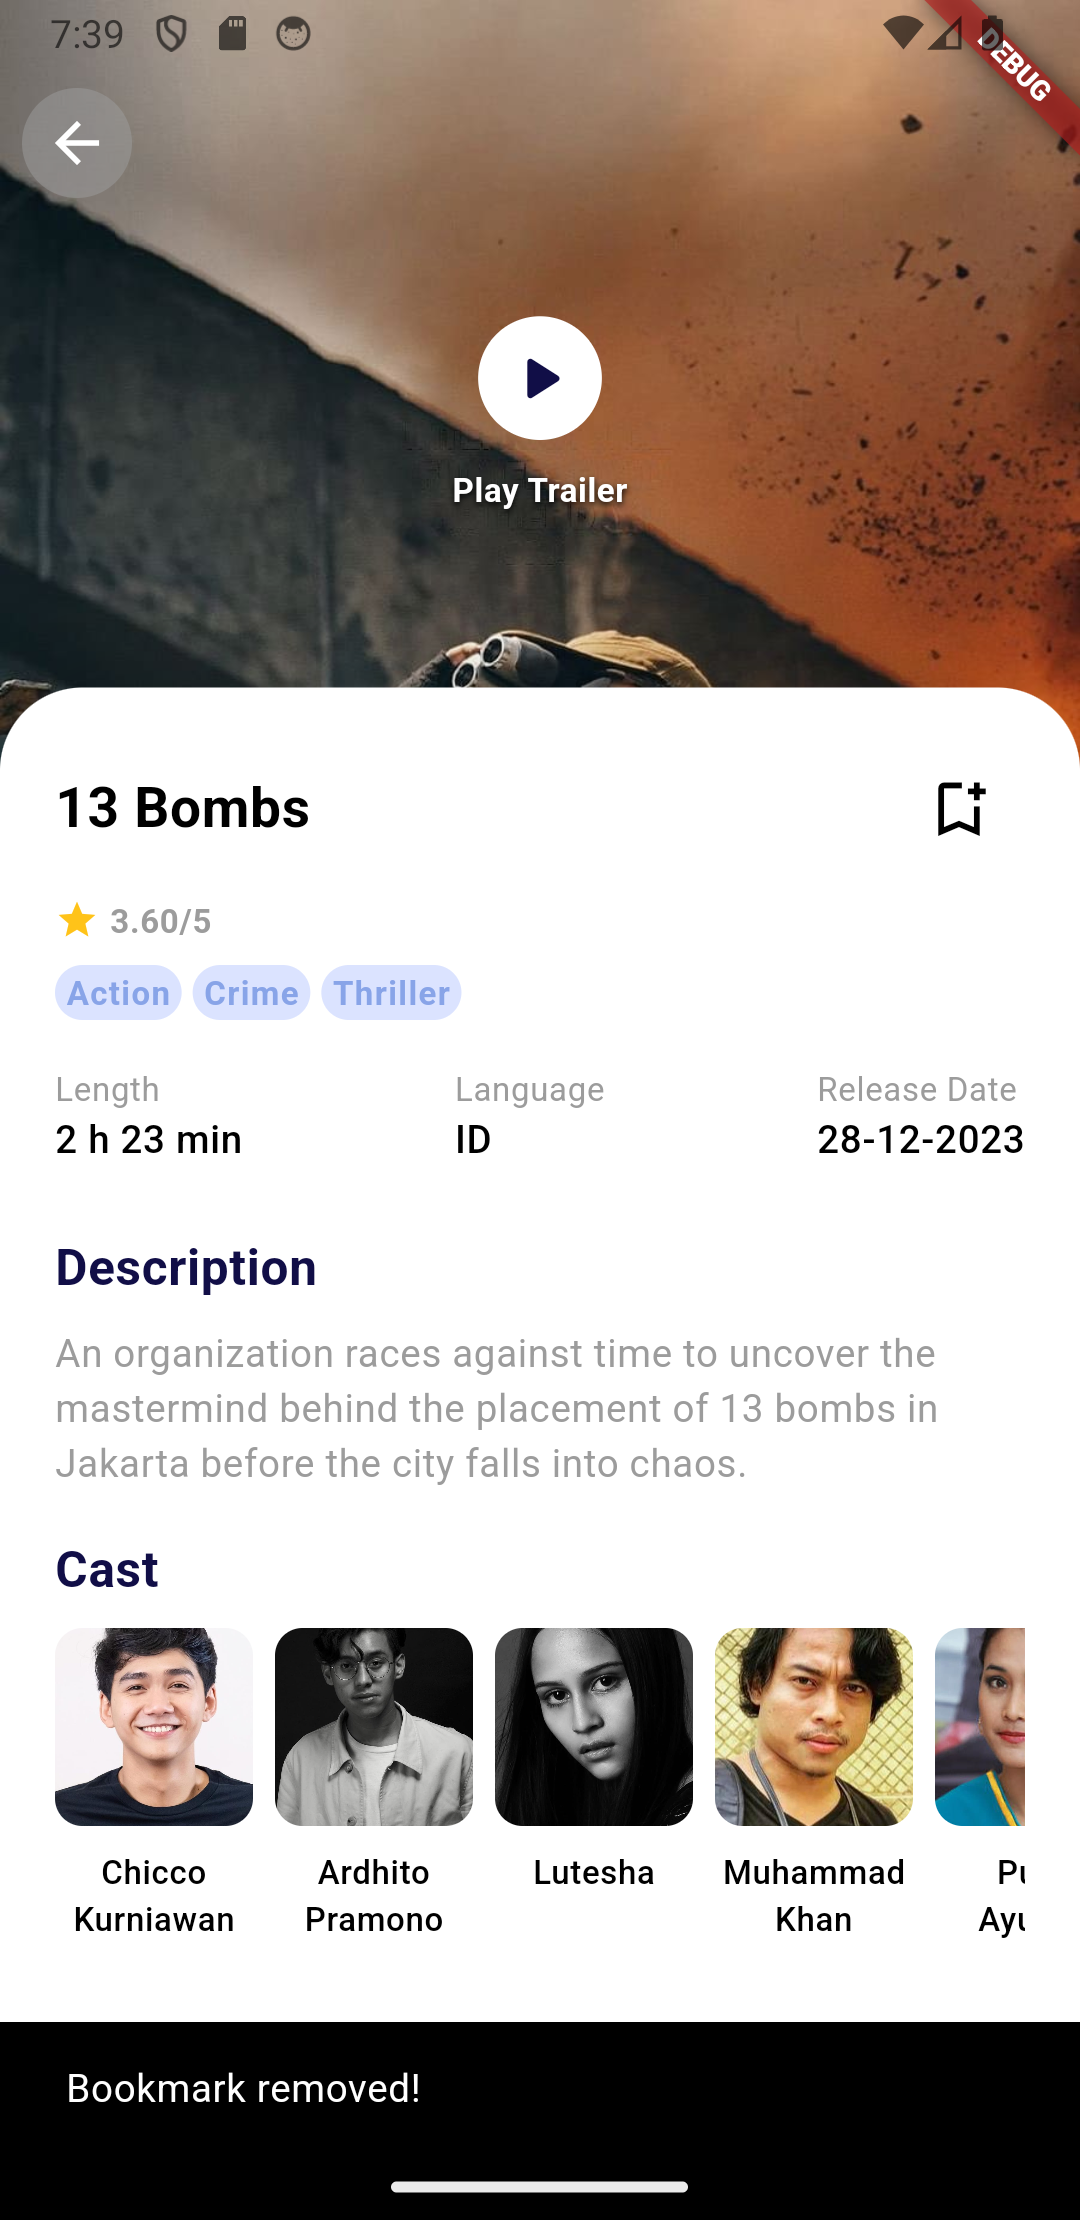 7:39
DEBUG
Play Trailer
13 Bombs
3.60/5
Action Crime Thriller
Length Language Release Date
2 h 23 min ID 28-12-2023
Description
An organization races against time to uncover the
mastermind behind the placement of 13 bombs in
Jakarta before the city falls into chaos.
Cast
Chicco Ardhito Lutesha Muhammad
Kurniawan Pramono Khan Ayu
Bookmark removed!